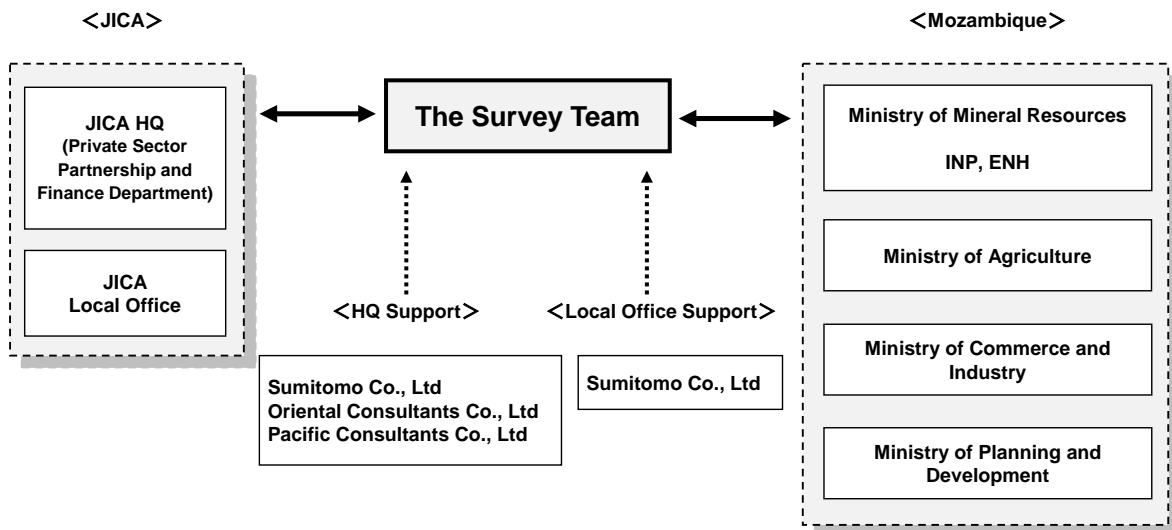 <JICA>
JICA HQ
(Private Sector
Partnership and
Finance Department)
JICA
Local Office
The Survey Team
<HQ Support>
Sumitomo Co., Ltd
Oriental Consultants Co., Ltd
Pacific Consultants Co., Ltd
<Local Office Support>
Sumitomo Co., Ltd
<Mozambique>
Ministry of Mineral Resources
INP, ENH
Ministry of Agriculture
Ministry of Commerce and
Industry
Ministry of Planning and
Development